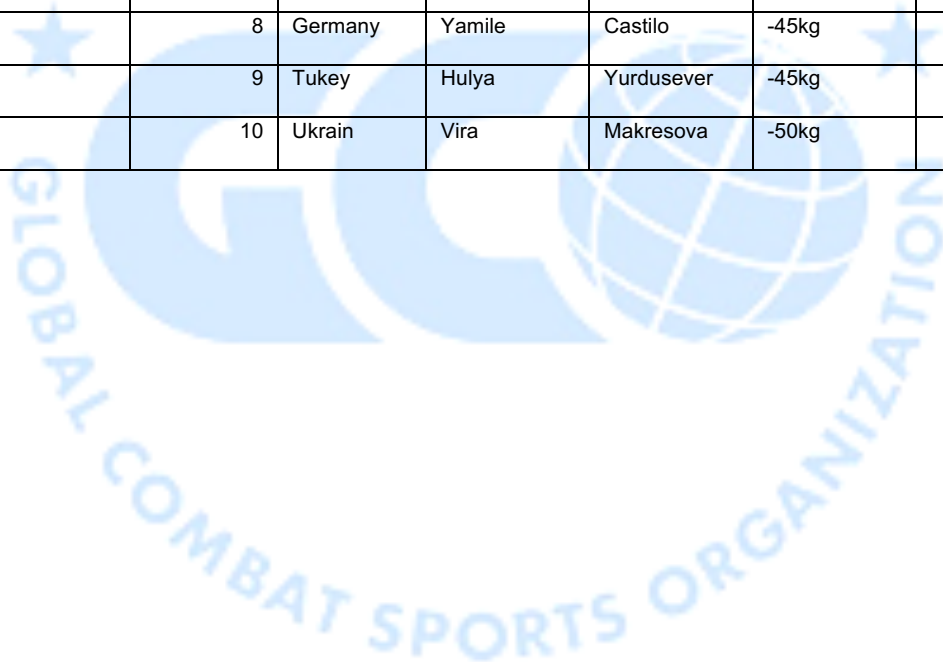 8 Germany Yamile Castilo -45kg
9 Tukey Hulya Yurdusever -45kg
10 Ukrain Vira Makresova -50kg
GCO
GLOBAL COMBAT SPORTS ORGANIZATION